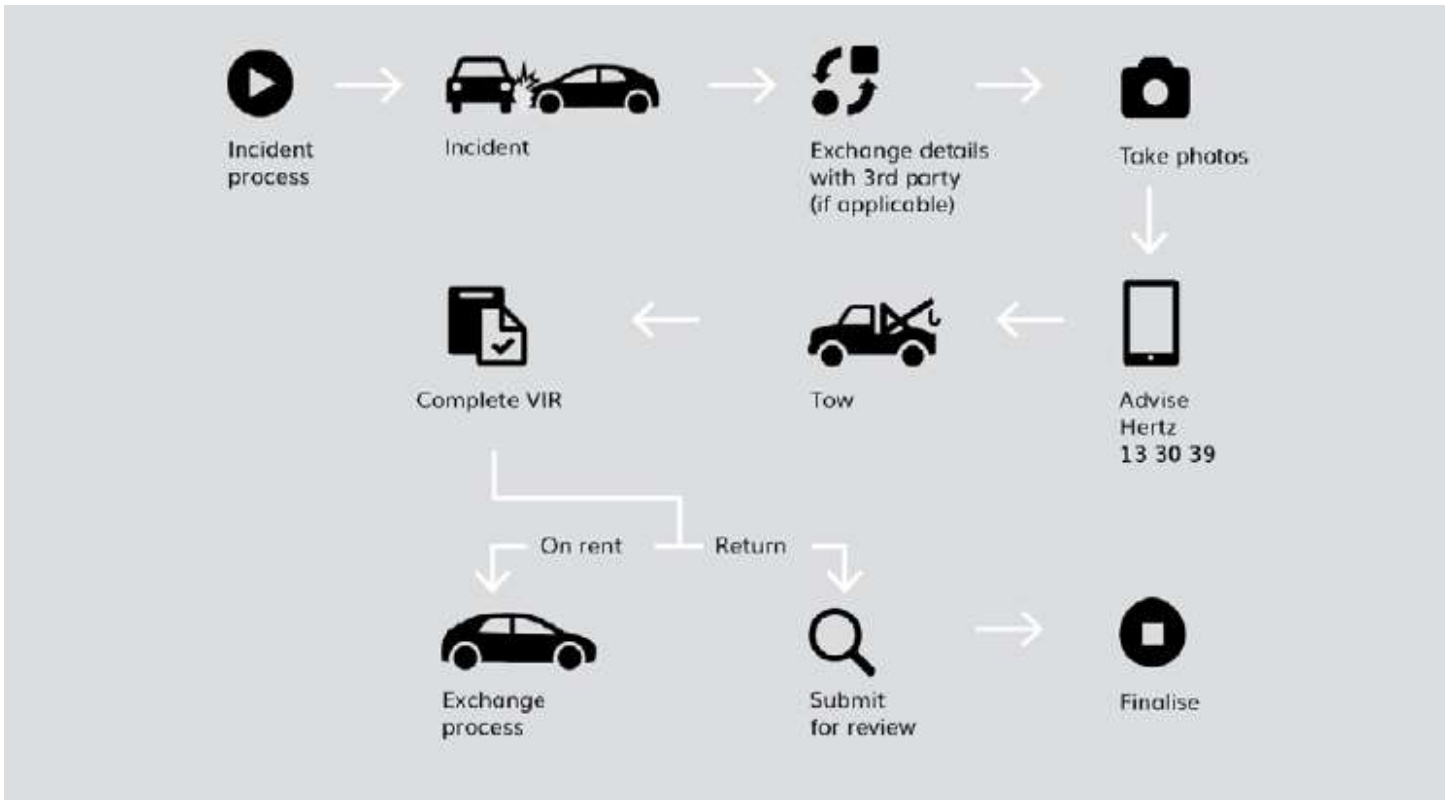 Incident
process
Incident
Exchange details
with 3rd party
(if applicable)
Take photos
Complete VIR
Tow
Advise
Hertz
13 30 39
On rent
Return
Exchange
process
Submit
for review
Finalise